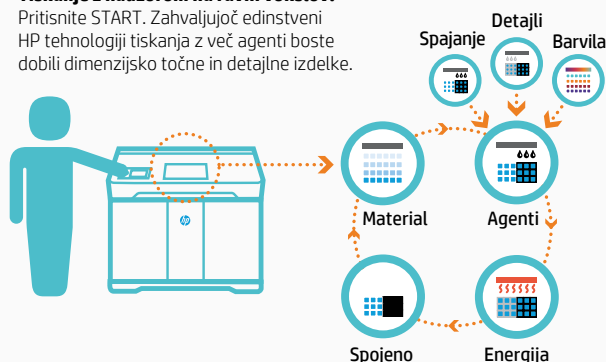 Pritisnite START. Zahvaljujoč edinstveni
HP tehnologiji tiskanja z več agenti boste
dobili dimenzijsko točne in detajlne izdelke.
Detajli
Spajanje
Barvila
hp
Material
Agenti
Spojeno
Energija